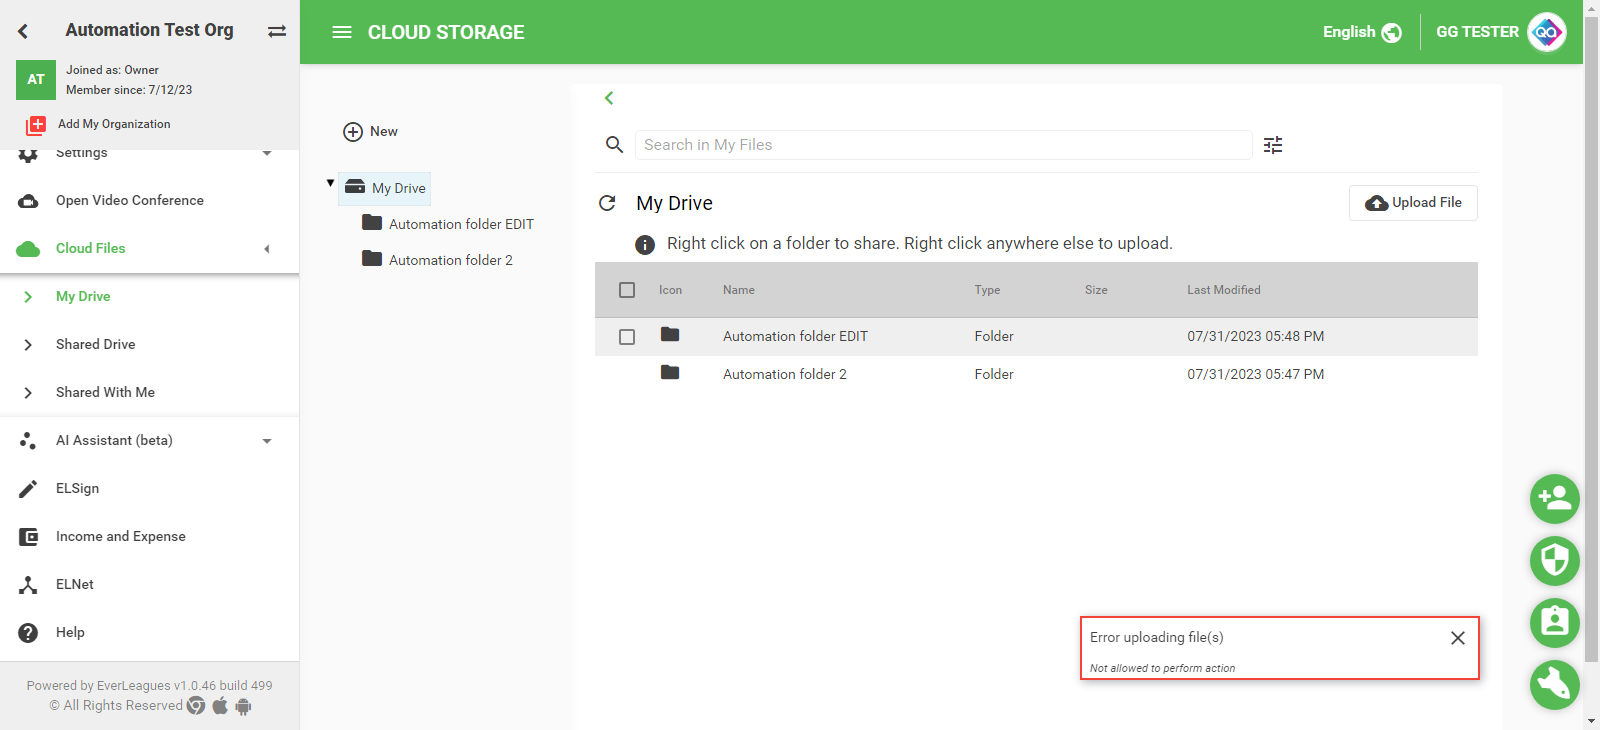 Automation Test Org
AT
Joined as: Owner
Member since: 7/12/23
Add My Organization
Settings
Open Video Conference
Cloud Files
My Drive
Shared Drive
Shared With Me
AI Assistant (beta)
ELSign
Income and Expense
ELNet
Help
Powered by EverLeagues v1.0.46 build 499
© All Rights Reserved
CLOUD STORAGE
English
GG TESTER
QA
New
My Drive
Automation folder EDIT
Automation folder 2
Search in My Files
My Drive
Upload File
Right click on a folder to share. Right click anywhere else to upload.
Icon Name Type Size Last Modified
Automation folder EDIT Folder 07/31/2023 05:48 PM
Automation folder 2 Folder 07/31/2023 05:47 PM
Error uploading file(s)
Not allowed to perform action